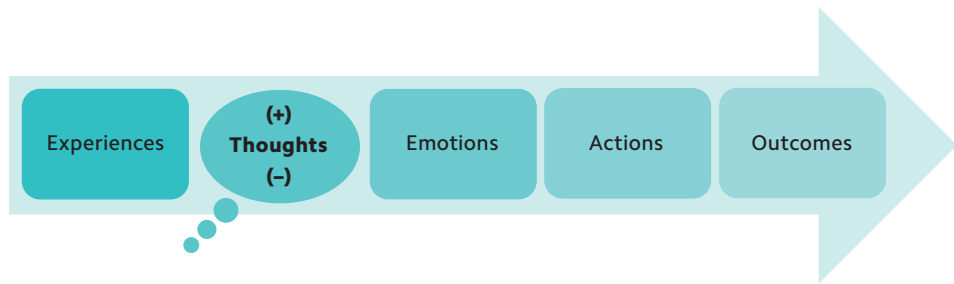 Experiences
(+)
Thoughts
(–)
Emotions
Actions
Outcomes